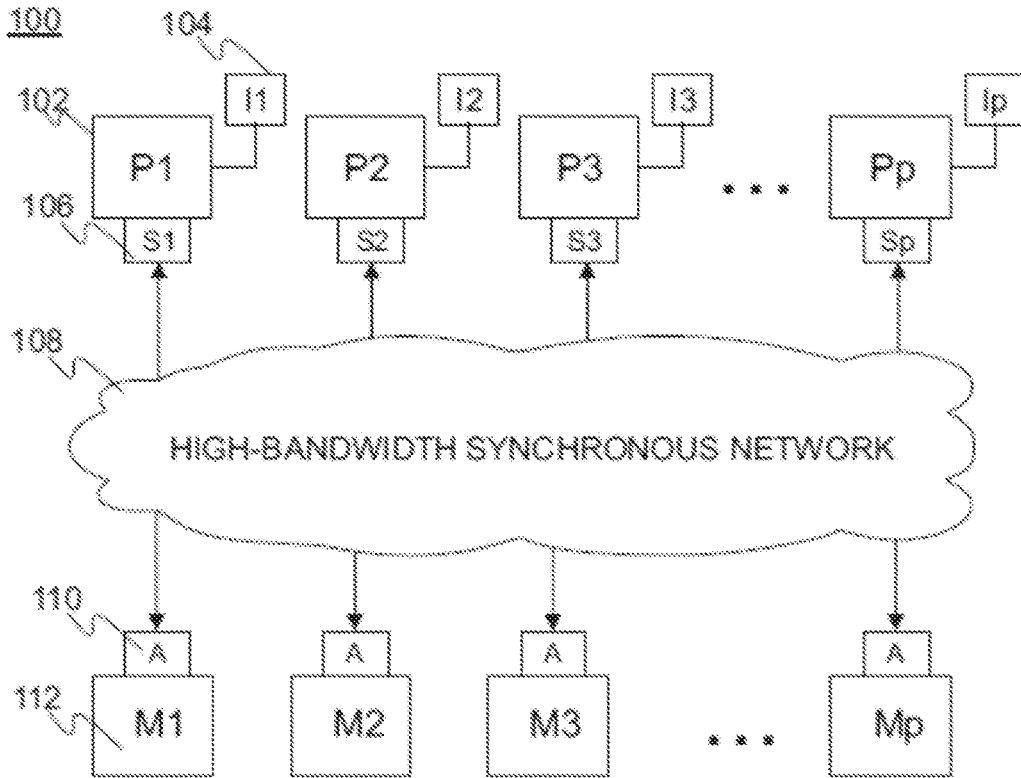 100
104
102
I1
I2
I3
Ip
P1
P2
P3
Pp
...
106
S1
S2
S3
Sp
108
HIGH-BANDWIDTH SYNCHRONOUS NETWORK
110
A
A
A
A
112
M1
M2
M3
Mp
...